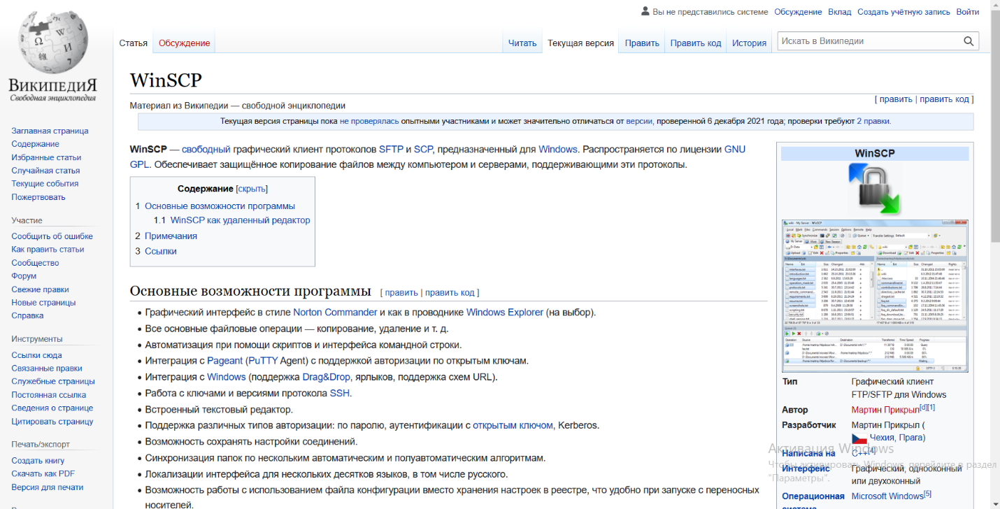 Вы не представились системе Обсуждение Вклад Создать учётную запись Войти
ВИКИПЕДИЯ
Свободная энциклопедия
Статья Обсуждение Читать Текущая версия Править Править код История Искать в Википедии
WinSCP
[ править | править код ]
Материал из Википедии — свободной энциклопедии
Текущая версия страницы пока не проверялась опытными участниками и может значительно отличаться от версии, проверенной 6 декабря 2021 года; проверки требуют 2 правки.
Заглавная страница
Содержание
Избранные статьи
Случайная статья
Текущие события
Пожертвовать
Участие
Сообщить об ошибке
Как править статьи
Сообщество
Форум
Свежие правки
Новые страницы
Справка
Инструменты
Ссылки сюда
Связанные правки
Служебные страницы
Постоянная ссылка
Сведения о странице
Цитировать страницу
Печать/экспорт
Создать книгу
Скачать как PDF
Версия для печати
WinSCP — свободный графический клиент протоколов SFTP и SCP, предназначенный для Windows. Распространяется по лицензии GNU
GPL. Обеспечивает защищённое копирование файлов между компьютером и серверами, поддерживающими эти протоколы.
Содержание [скрыть]
1 Основные возможности программы
1.1 WinSCP как удаленный редактор
2 Примечания
3 Ссылки
Основные возможности программы [ править | править код ]
• Графический интерфейс в стиле Norton Commander и как в проводнике Windows Explorer (на выбор).
• Все основные файловые операции — копирование, удаление и т. д.
• Автоматизация при помощи скриптов и интерфейса командной строки.
• Интеграция с Pageant (PuTTY Agent) с поддержкой авторизации по открытым ключам.
• Интеграция с Windows (поддержка Drag&Drop, ярлыков, поддержка схем URL).
• Работа с ключами и версиями протокола SSH.
• Встроенный текстовый редактор.
• Поддержка различных типов авторизации: по паролю, аутентификации с открытым ключом, Kerberos.
• Возможность сохранять настройки соединений.
• Синхронизация папок по нескольким автоматическим и полуавтоматическим алгоритмам.
• Локализации интерфейса для нескольких десятков языков, в том числе русского.
• Возможность работы с использованием файла конфигурации вместо хранения настроек в реестре, что удобно при запуске с переносных
носителей.
WinSCP
Тип Графический клиент
FTP/SFTP для Windows
Автор Мартин Прикрыл[d][1]
Разработчик Мартин Прикрыл (
Чехия, Прага)
Написана на C++[4]
Интерфейс Графический; одноконный
или двухоконный
Операционная Microsoft Windows[5]
система
Активация Windows
Чтобы активировать Windows, перейдите в раздел
"Параметры".